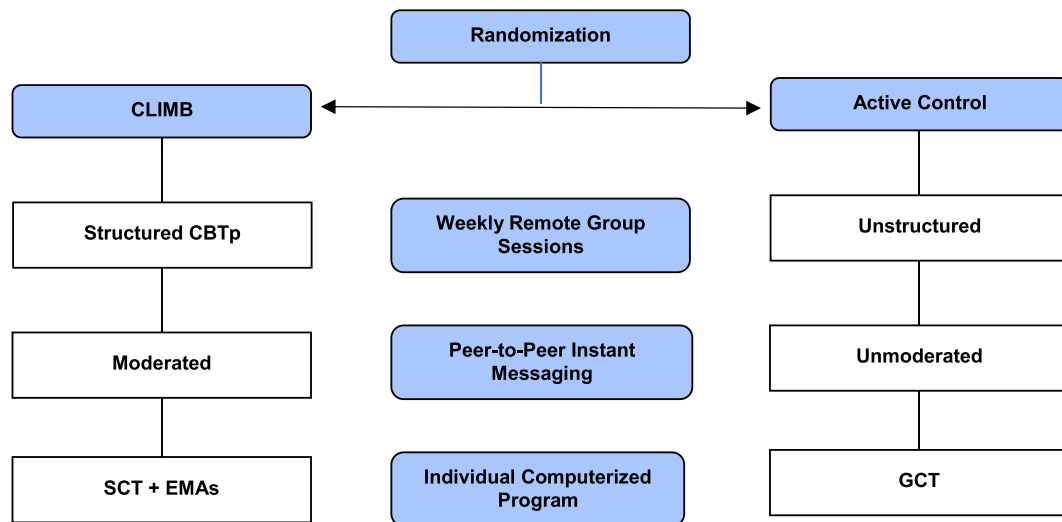 Randomization
CLIMB
Active Control
Structured CBTp
Weekly Remote Group
Sessions
Unstructured
Moderated
Peer-to-Peer Instant
Messaging
Unmoderated
SCT + EMAs
Individual Computerized
Program
GCT